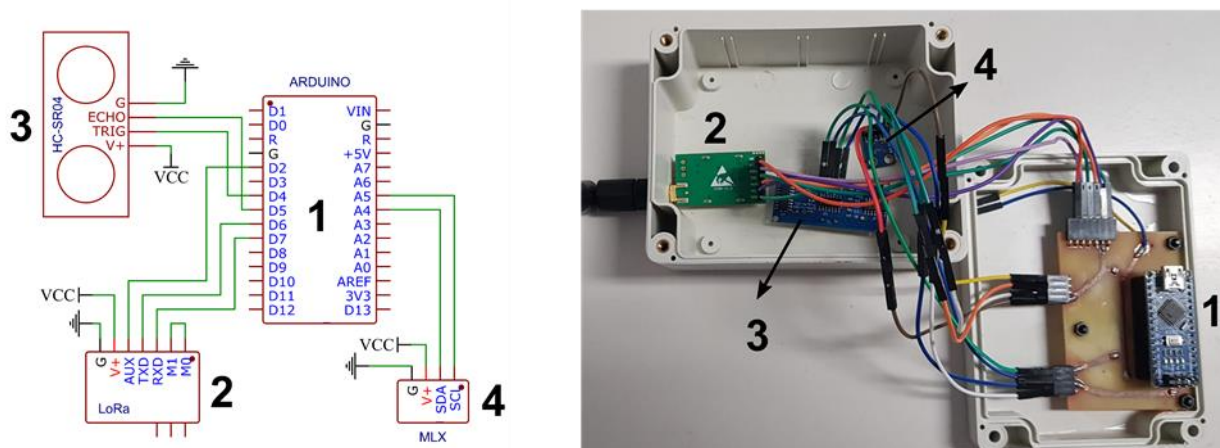 3
HC-SR04
G
ECHO
TRIG
V+
VCC
ARDUINO
1
D1
D0
R
G
D2
D3
D4
D5
D6
D7
D8
D9
D10
D11
D12
VIN
G
R
+5V
A7
A6
A5
A4
A3
A2
A1
A0
AREF
3V3
D13
VCC
G
V+
AUX
TXD
RXD
M1
M0
LoRa
2
VCC
G
V+
SDA
SCL
4
MLX
2
4
3
1